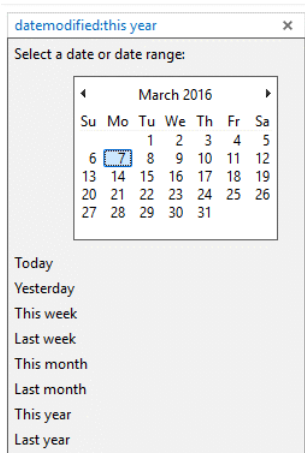 datemodified:this year
Select a date or date range:
March 2016
Su Mo Tu We Th Fr Sa
1 2 3 4 5
6 7 8 9 10 11 12
13 14 15 16 17 18 19
20 21 22 23 24 25 26
27 28 29 30 31
Today
Yesterday
This week
Last week
This month
Last month
This year
Last year